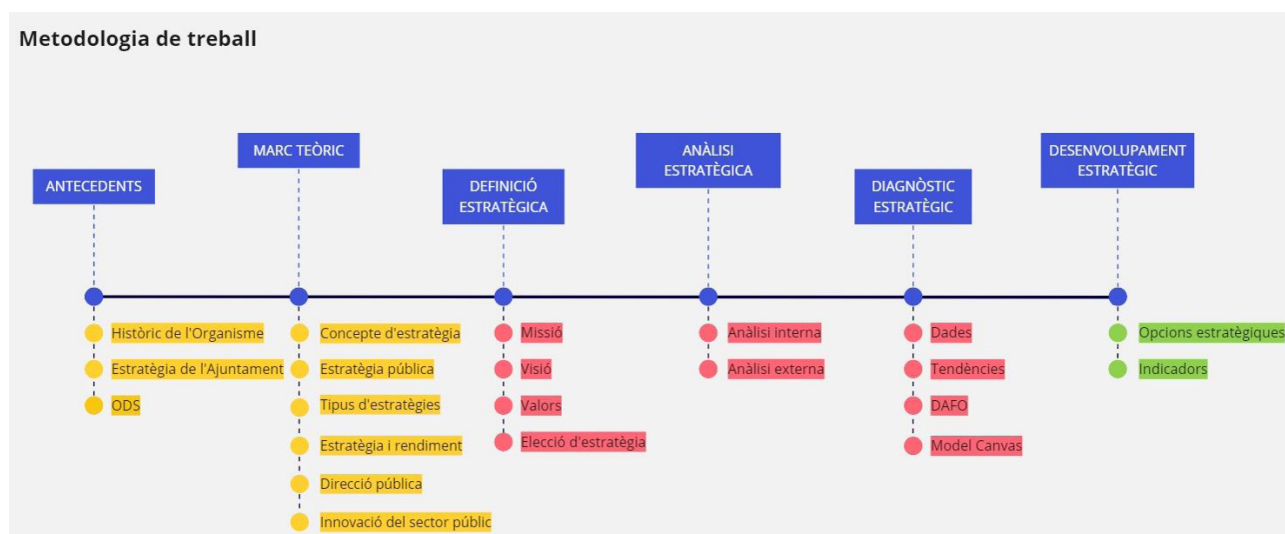 Metodologia de treball
ANTECEDENTS
Històric de l'Organisme
Estratègia de l'Ajuntament
ODS
MARC TEÒRIC
Concepte d'estratègia
Estratègia pública
Tipus d'estratègies
Estratègia i rendiment
Direcció pública
Innovació del sector públic
DEFINICIÓ
ESTRATÈGICA
Missió
Visió
Valors
Elecció d'estratègia
ANÀLISI
ESTRATÈGICA
Anàlisi interna
Anàlisi externa
DIAGNÒSTIC
ESTRATÈGIC
Dades
Tendències
DAFO
Model Canvas
DESENVOLUPAMENT
ESTRATÈGIC
Opcions estratègiques
Indicadors